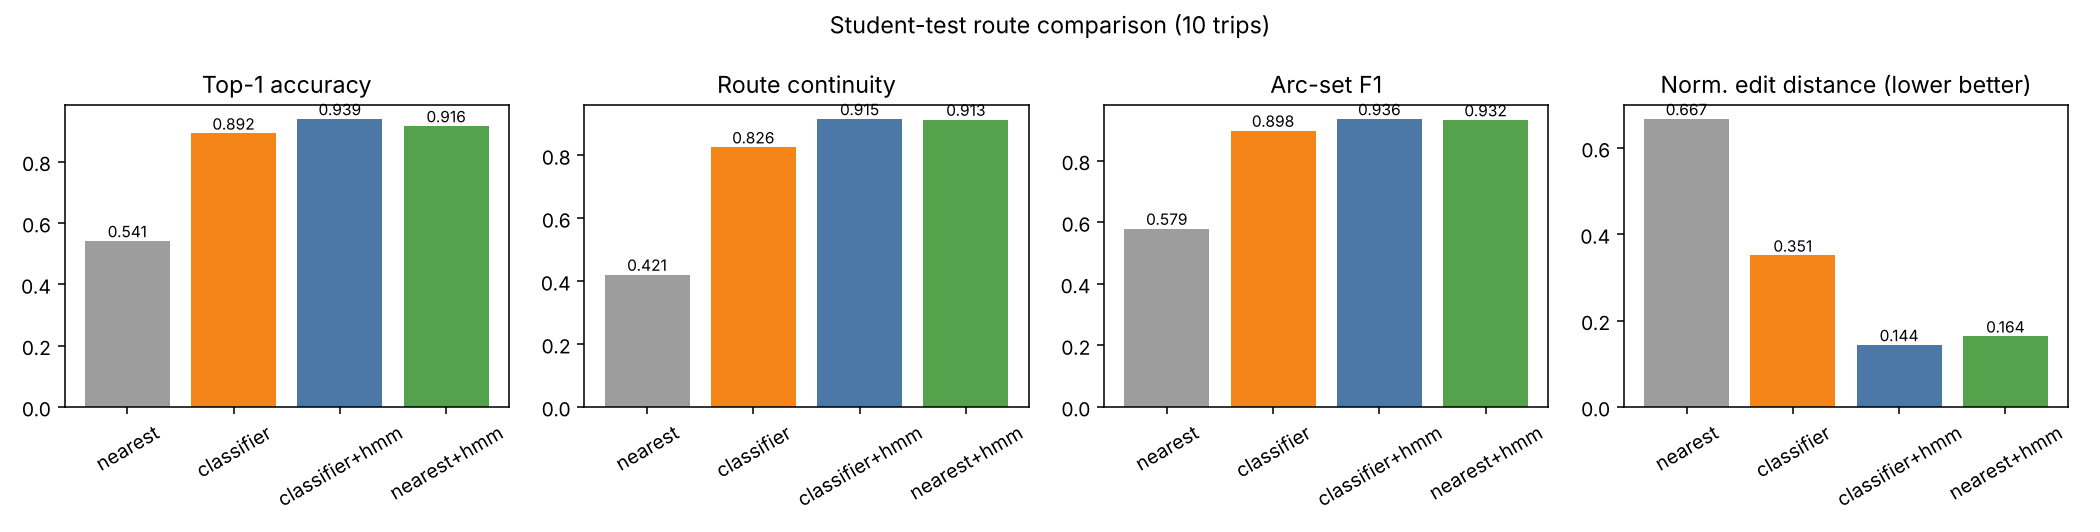 Student-test route comparison (10 trips)
Top-1 accuracy
0.8
0.6
0.4
0.2
0.0
0.541
0.892
0.939
0.916
nearest
classifier
classifier+hmm
nearest+hmm
Route continuity
0.8
0.6
0.4
0.2
0.0
0.421
0.826
0.915
0.913
nearest
classifier
classifier+hmm
nearest+hmm
Arc-set F1
0.8
0.6
0.4
0.2
0.0
0.579
0.898
0.936
0.932
nearest
classifier
classifier+hmm
nearest+hmm
Norm. edit distance (lower better)
0.6
0.4
0.2
0.0
0.667
0.351
0.144
0.164
nearest
classifier
classifier+hmm
nearest+hmm